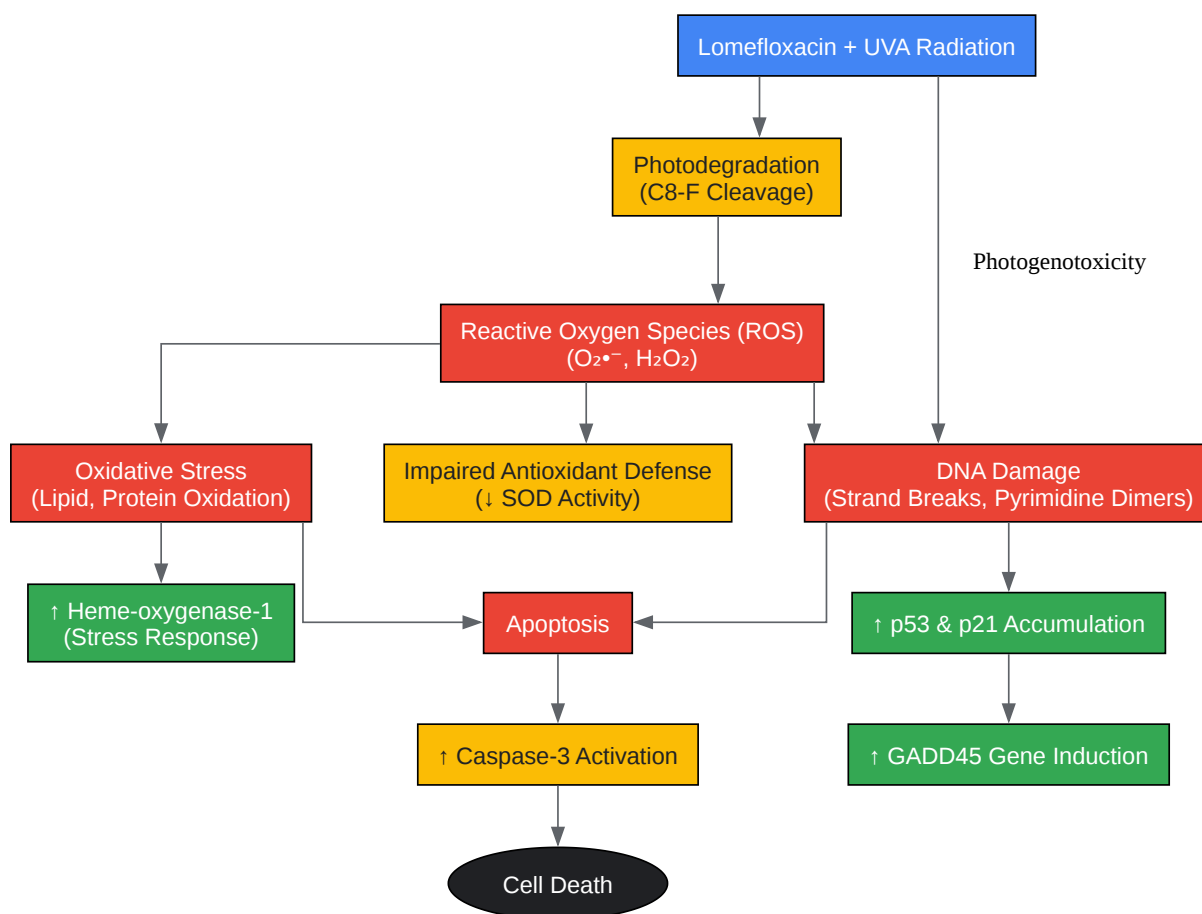 Lomefloxacin + UVA Radiation
Photodegradation
(C8-F Cleavage)
Photogenotoxicity
Reactive Oxygen Species (ROS)
(O₂•⁻, H₂O₂)
Oxidative Stress
(Lipid, Protein Oxidation)
Impaired Antioxidant Defense
(↓ SOD Activity)
DNA Damage
(Strand Breaks, Pyrimidine Dimers)
↑ Heme-oxygenase-1
(Stress Response)
Apoptosis
↑ p53 & p21 Accumulation
↑ Caspase-3 Activation
↑ GADD45 Gene Induction
Cell Death